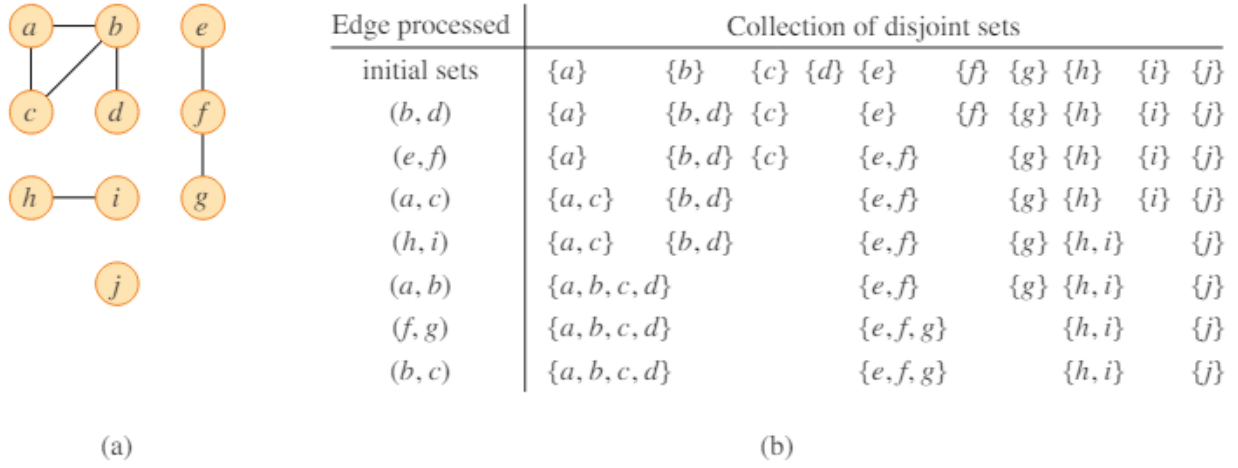 a b e
c d f
h i g
j
(a)
Edge processed Collection of disjoint sets
initial sets {a} {b} {c} {d} {e} {f} {g} {h} {i} {j}
(b, d) {a} {b, d} {c} {e} {f} {g} {h} {i} {j}
(e, f) {a} {b, d} {c} {e, f} {g} {h} {i} {j}
(a, c) {a, c} {b, d} {e, f} {g} {h} {i} {j}
(h, i) {a, c} {b, d} {e, f} {g} {h, i} {j}
(a, b) {a, b, c, d} {e, f} {g} {h, i} {j}
(f, g) {a, b, c, d} {e, f, g} {h, i} {j}
(b, c) {a, b, c, d} {e, f, g} {h, i} {j}
(b)